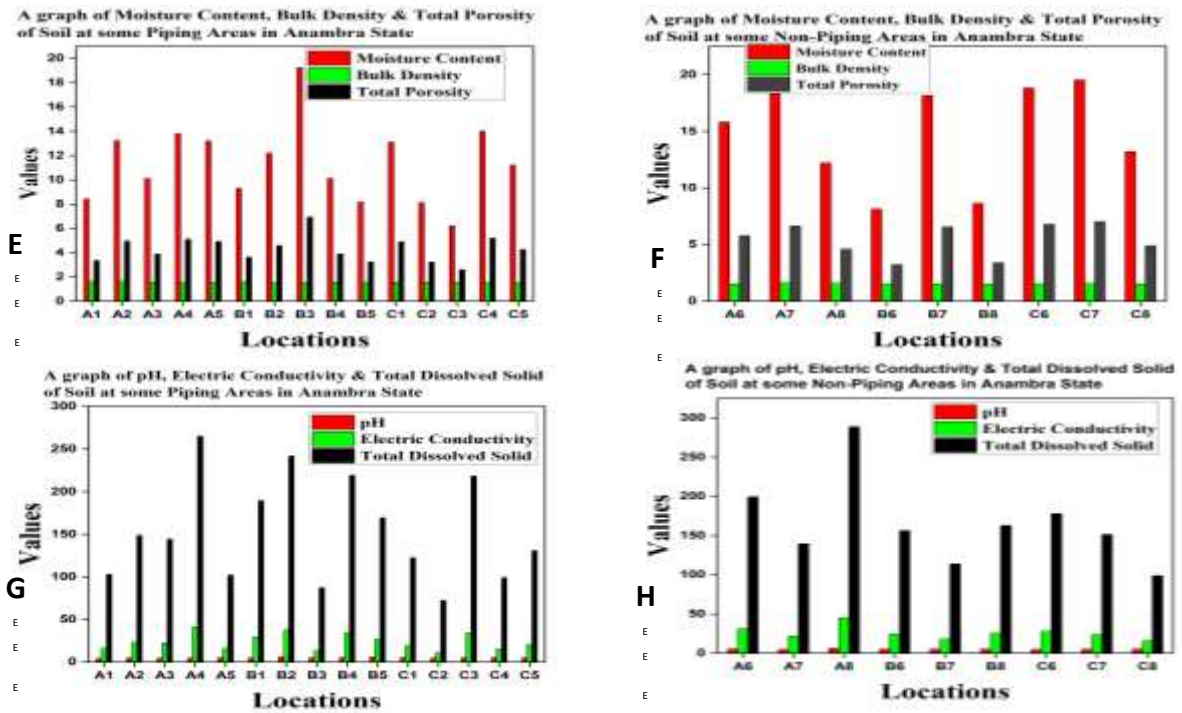 A graph of Moisture Content, Bulk Density & Total Porosity
of Soil at some Piping Areas in Anambra State
Moisture Content
Bulk Density
Total Porosity
20
18
16
14
12
10
8
6
4
2
0
Values
A1 A2 A3 A4 A5 B1 B2 B3 B4 B5 C1 C2 C3 C4 C5
Locations
E
E
E
E
A graph of Moisture Content, Bulk Density & Total Porosity
of Soil at some Non-Piping Areas in Anambra State
Moisture Content
Bulk Density
Total Porosity
20
15
10
5
0
Values
A6 A7 A8 B6 B7 B8 C6 C7 C8
Locations
F
E
E
E
A graph of pH, Electric Conductivity & Total Dissolved Solid
of Soil at some Piping Areas in Anambra State
pH
Electric Conductivity
Total Dissolved Solid
300
250
200
150
100
50
0
Values
A1 A2 A3 A4 A5 B1 B2 B3 B4 B5 C1 C2 C3 C4 C5
Locations
G
E
E
E
A graph of pH, Electric Conductivity & Total Dissolved Solid
of Soil at some Non-Piping Areas in Anambra State
pH
Electric Conductivity
Total Dissolved Solid
300
250
200
150
100
50
0
Values
A6 A7 A8 B6 B7 B8 C6 C7 C8
Locations
H
E
E
E